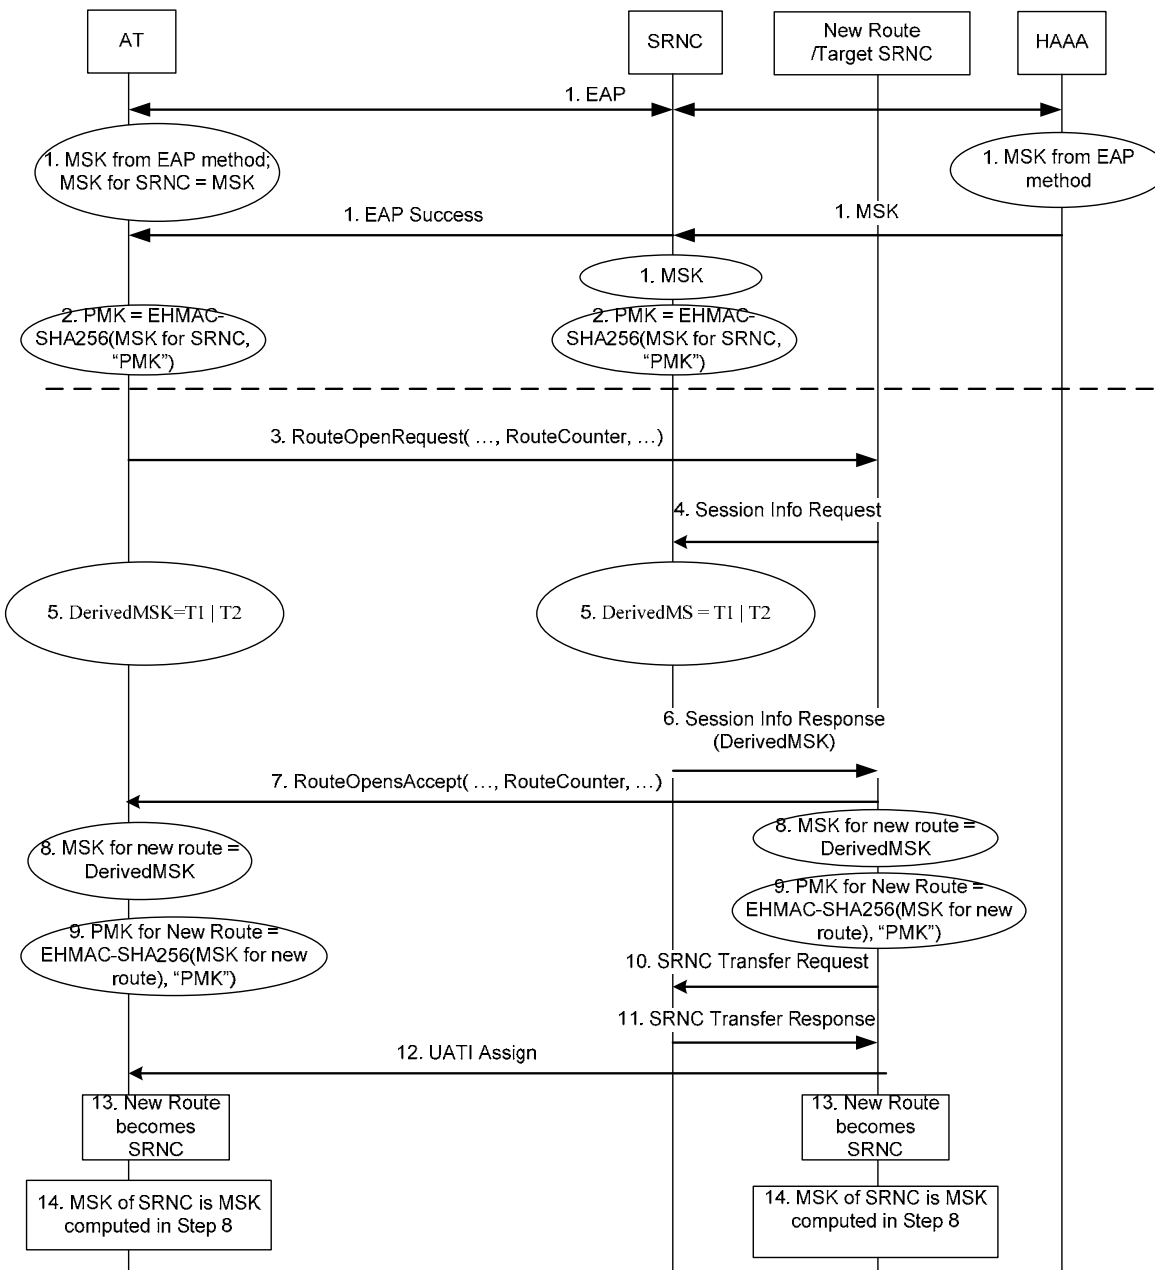 AT
SRNC
New Route
/Target SRNC
HAAA
1. EAP
1. MSK from EAP method;
MSK for SRNC = MSK
1. MSK from EAP
method
1. EAP Success
1. MSK
1. MSK
2. PMK = EHMAC-
SHA256(MSK for SRNC,
“PMK”)
2. PMK = EHMAC-
SHA256(MSK for SRNC,
“PMK”)
3. RouteOpenRequest( …, RouteCounter, …)
4. Session Info Request
5. DerivedMSK=T1 | T2
5. DerivedMS = T1 | T2
6. Session Info Response
(DerivedMSK)
7. RouteOpensAccept( …, RouteCounter, …)
8. MSK for new route =
DerivedMSK
8. MSK for new route =
DerivedMSK
9. PMK for New Route =
EHMAC-SHA256(MSK for new
route), “PMK”)
9. PMK for New Route =
EHMAC-SHA256(MSK for new
route), “PMK”)
10. SRNC Transfer Request
11. SRNC Transfer Response
12. UATI Assign
13. New Route
becomes
SRNC
13. New Route
becomes
SRNC
14. MSK of SRNC is MSK
computed in Step 8
14. MSK of SRNC is MSK
computed in Step 8